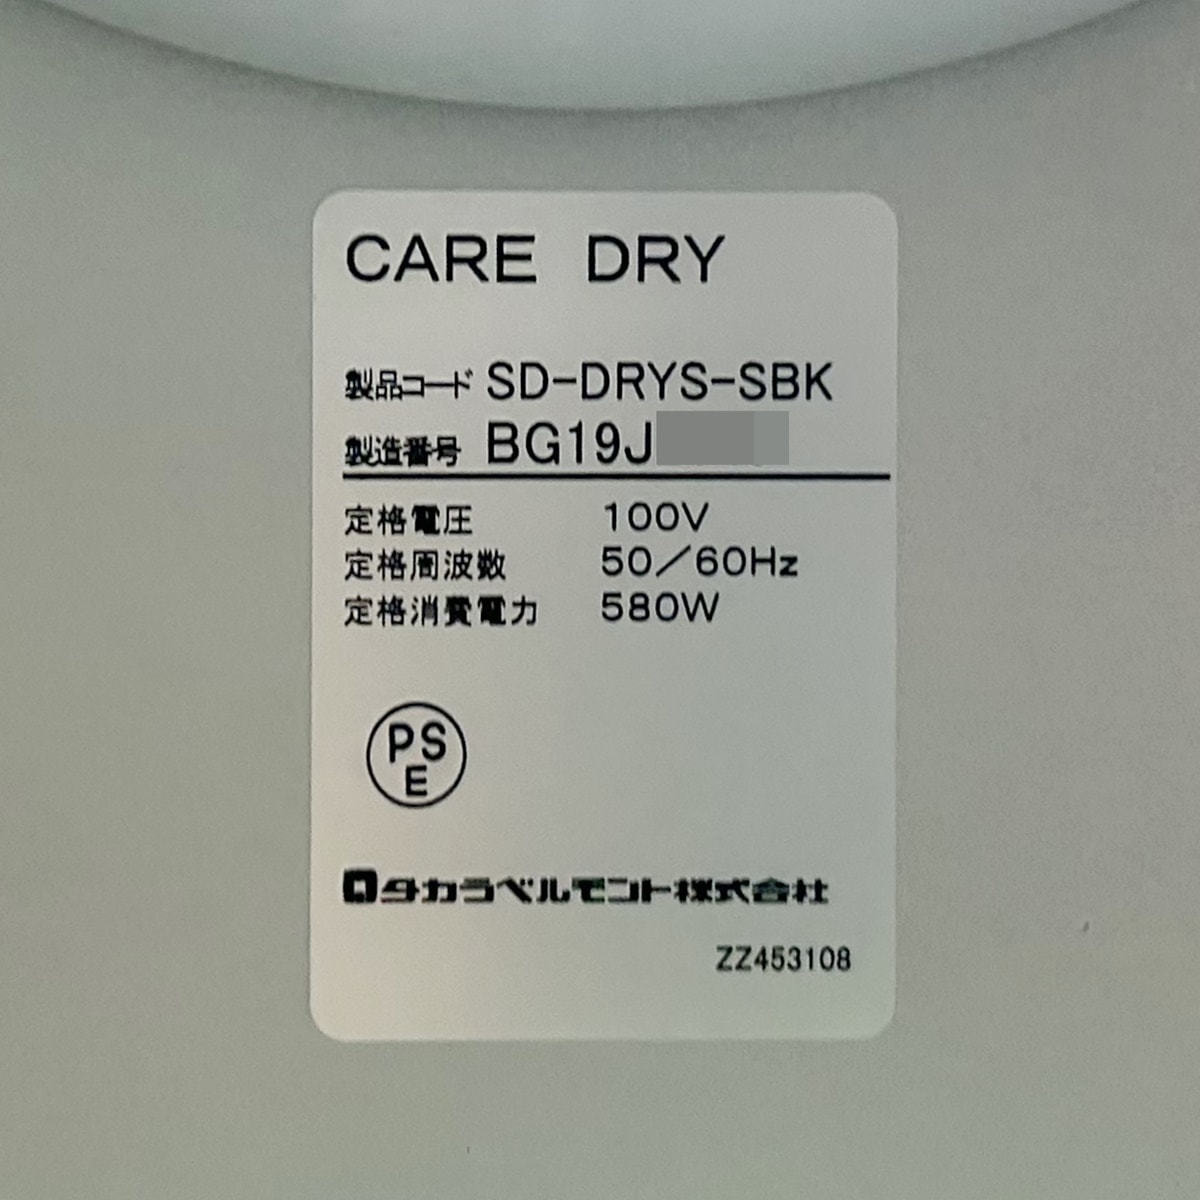 CARE DRY
製品コード SD-DRYS-SBK
製造番号 BG19J
定格電圧 100V
定格周波数 50/60Hz
定格消費電力 580W
PS
E
タカラベルモント株式会社
ZZ453108